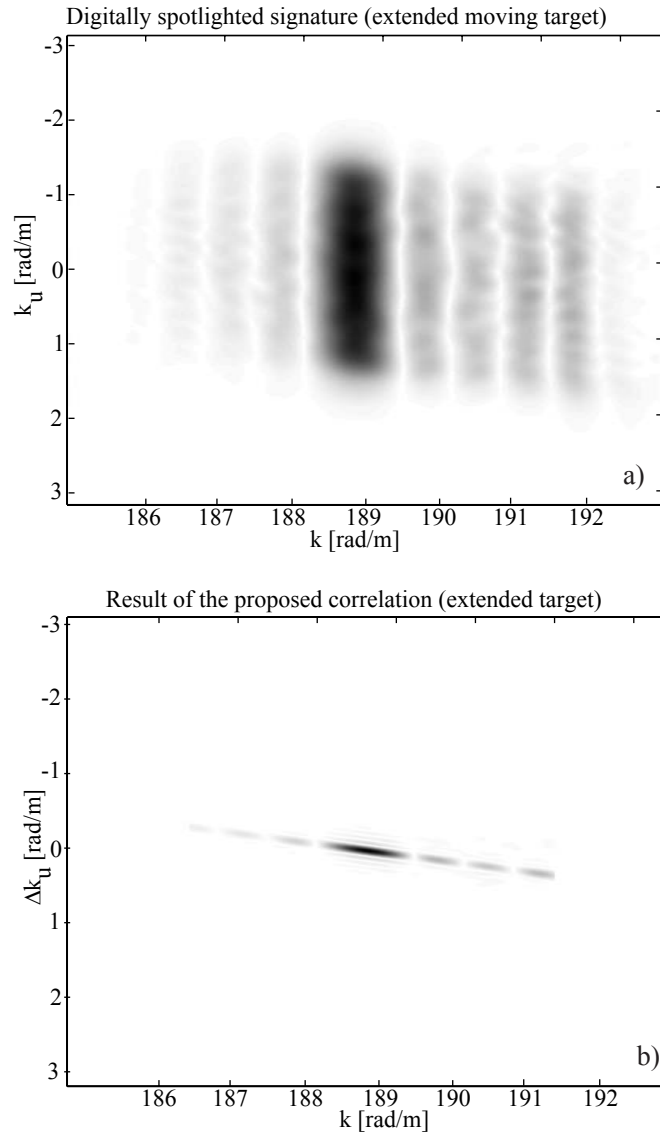 Digitally spotlighted signature (extended moving target)
-3
-2
-1
0
1
2
3
k_u [rad/m]
a)
186 187 188 189 190 191 192
k [rad/m]
Result of the proposed correlation (extended target)
-3
-2
-1
0
1
2
3
Δk_u [rad/m]
b)
186 187 188 189 190 191 192
k [rad/m]